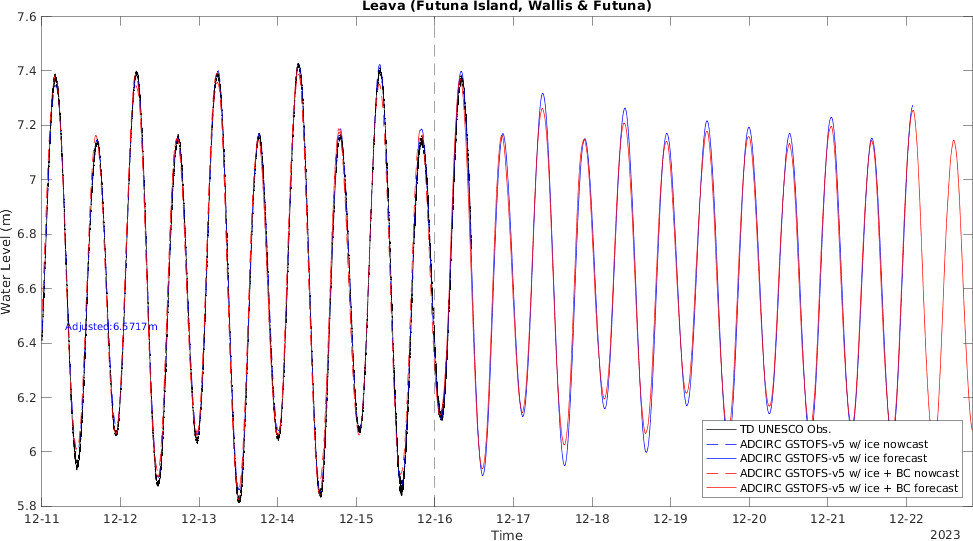 Leava (Futuna Island, Wallis & Futuna)
7.6
7.4
7.2
7
6.8
6.6
6.4
6.2
6
5.8
Water Level (m)
Adjusted:6.5717m
TD UNESCO Obs.
ADCIRC GSTOFS-v5 w/ ice nowcast
ADCIRC GSTOFS-v5 w/ ice forecast
ADCIRC GSTOFS-v5 w/ ice + BC nowcast
ADCIRC GSTOFS-v5 w/ ice + BC forecast
12-11 12-12 12-13 12-14 12-15 12-16 12-17 12-18 12-19 12-20 12-21 12-22
Time
2023